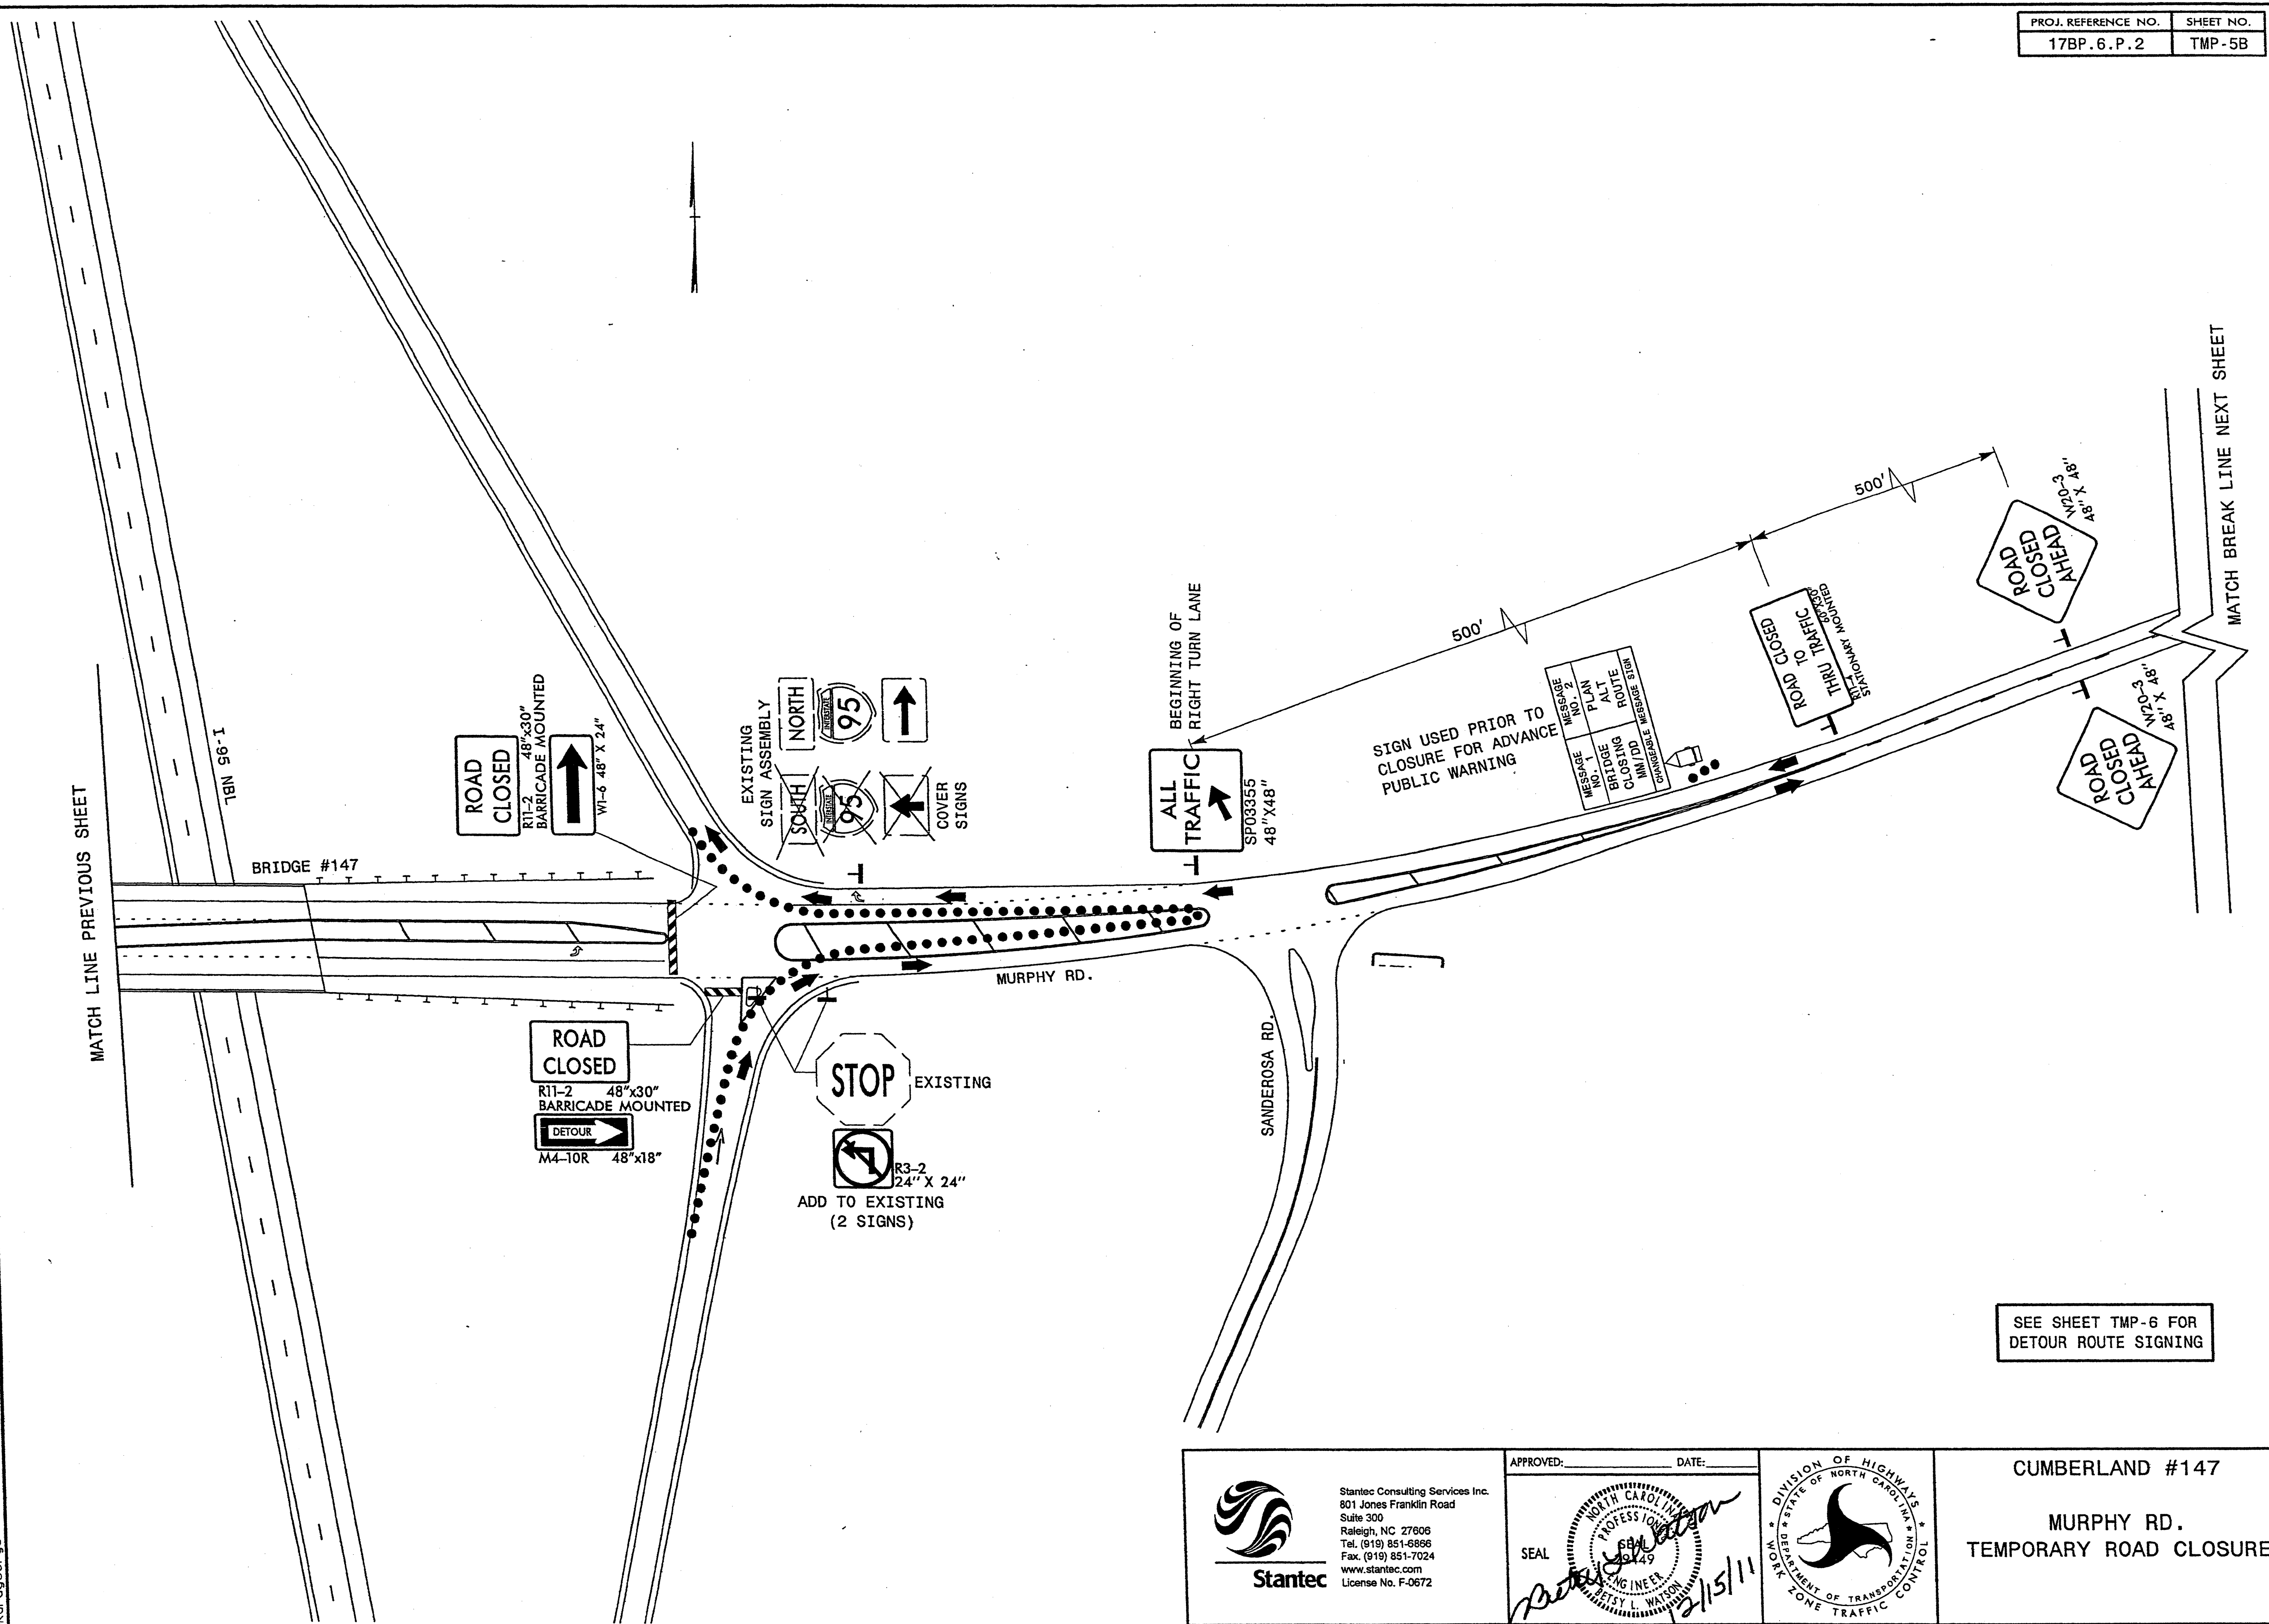 PROJ. REFERENCE NO. SHEET NO.
17BP.6.P.2 TMP-5B
MATCH LINE PREVIOUS SHEET
I-95 NBL
BRIDGE #147
ROAD
CLOSED
R11-2 48"x30"
BARRICADE MOUNTED
W1-6 48" X 24"
EXISTING
SIGN ASSEMBLY
NORTH
INTERSTATE
95
SOUTH
INTERSTATE
95
COVER
SIGNS
BEGINNING OF
RIGHT TURN LANE
ALL
TRAFFIC
SP03355
48"X48"
500'
500'
SIGN USED PRIOR TO
CLOSURE FOR ADVANCE
PUBLIC WARNING
MESSAGE
NO. 1
BRIDGE
CLOSING
MM/DD
MESSAGE
NO. 2
PLAN
ALT
ROUTE
CHANGEABLE MESSAGE SIGN
ROAD CLOSED
TO
THRU TRAFFIC
R11-4 60"X30"
STATIONARY MOUNTED
ROAD
CLOSED
AHEAD
W20-3
48" X 48"
ROAD
CLOSED
AHEAD
W20-3
48" X 48"
MATCH BREAK LINE NEXT SHEET
MURPHY RD.
SANDEROSA RD.
ROAD
CLOSED
R11-2 48"x30"
BARRICADE MOUNTED
DETOUR
M4-10R 48"x18"
STOP
EXISTING
R3-2
24" X 24"
ADD TO EXISTING
(2 SIGNS)
SEE SHEET TMP-6 FOR
DETOUR ROUTE SIGNING
Stantec
Stantec Consulting Services Inc.
801 Jones Franklin Road
Suite 300
Raleigh, NC 27606
Tel. (919) 851-6866
Fax. (919) 851-7024
www.stantec.com
License No. F-0672
APPROVED: DATE:
SEAL
NORTH CAROLINA
PROFESSIONAL
SEAL
ENGINEER
BETSY L. WATSON
Betsy L Watson
12/15/11
DIVISION OF HIGHWAYS
STATE OF NORTH CAROLINA
DEPARTMENT OF TRANSPORTATION
WORK ZONE TRAFFIC CONTROL
CUMBERLAND #147
MURPHY RD.
TEMPORARY ROAD CLOSURE